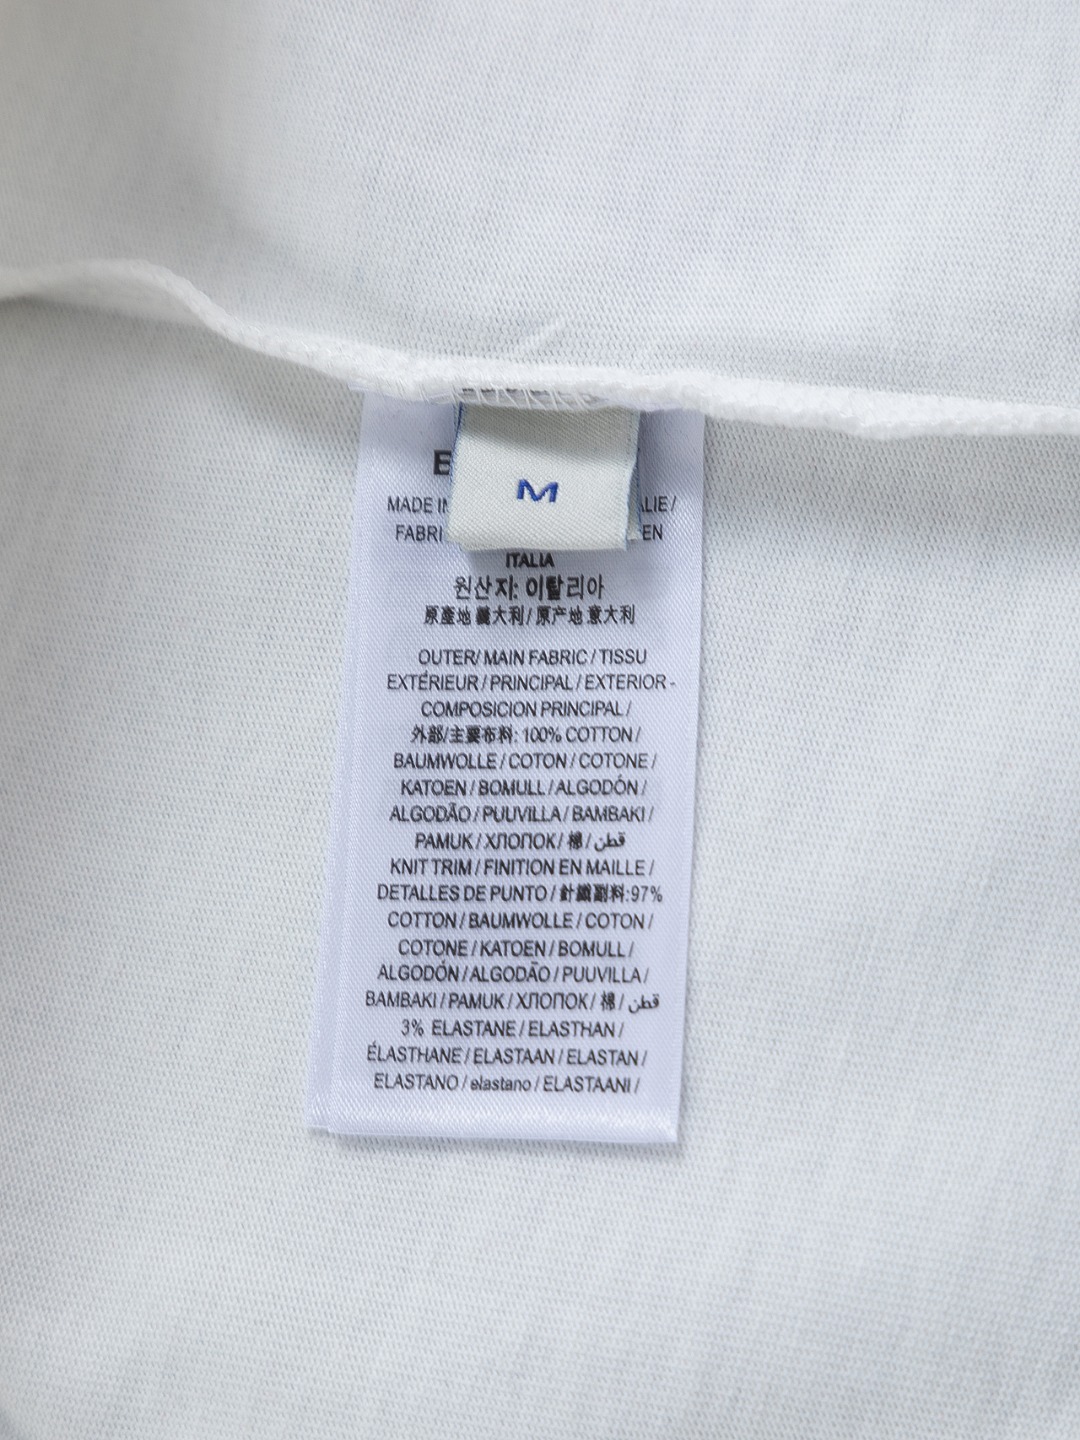 M
MADE IN
FABRI EN
ITALIA
원산지: 이탈리아
原產地 義大利 / 原产地 意大利
OUTER/ MAIN FABRIC / TISSU
EXTÉRIEUR / PRINCIPAL / EXTERIOR -
COMPOSICION PRINCIPAL /
外部/主要布料: 100% COTTON /
BAUMWOLLE / COTON / COTONE /
KATOEN / BOMULL / ALGODÓN /
ALGODÃO / PUUVILLA / BAMBAKI /
PAMUK / ХЛОПОК / 棉 / قطن
KNIT TRIM / FINITION EN MAILLE /
DETALLES DE PUNTO / 針織副料:97%
COTTON / BAUMWOLLE / COTON /
COTONE / KATOEN / BOMULL /
ALGODÓN / ALGODÃO / PUUVILLA /
BAMBAKI / PAMUK / ХЛОПОК / 棉 / قطن
3% ELASTANE / ELASTHAN /
ÉLASTHANE / ELASTAAN / ELASTAN /
ELASTANO / elastano / ELASTAANI /